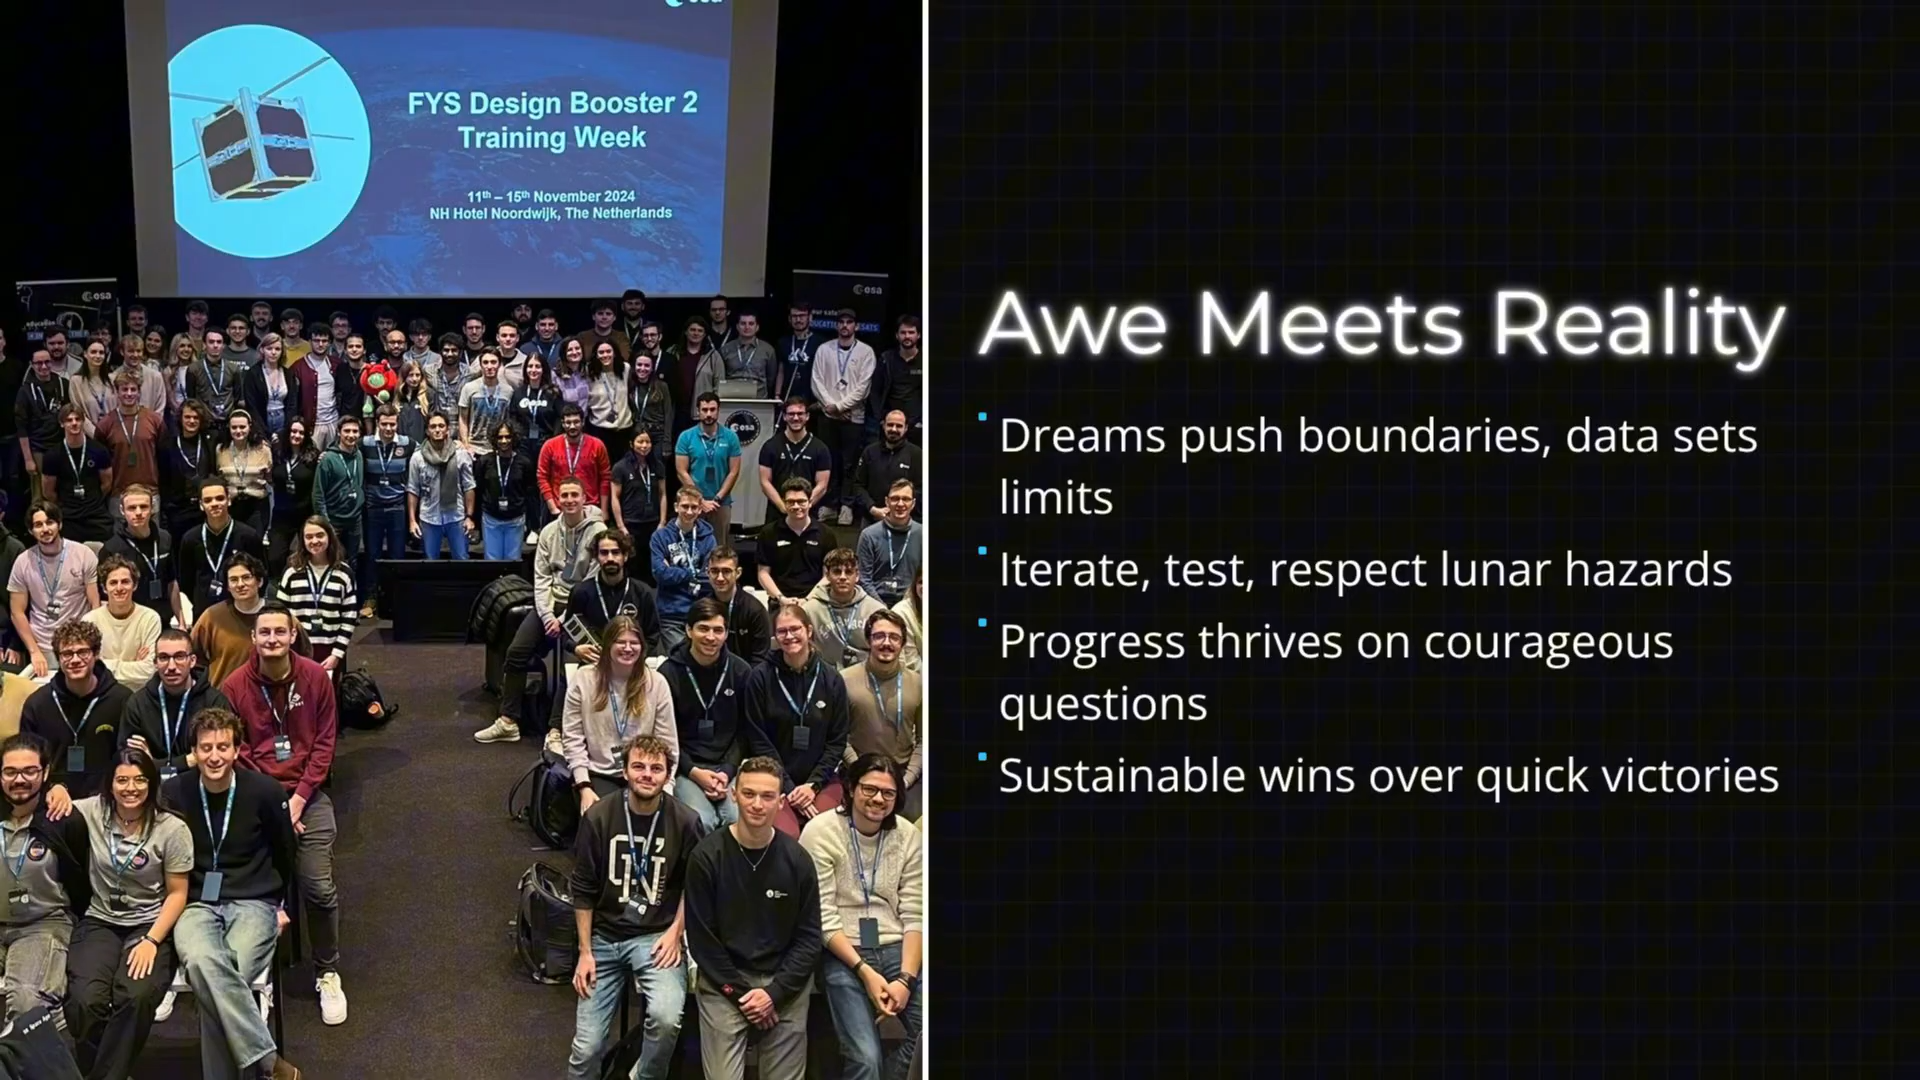 esa
FYS Design Booster 2
Training Week
11th – 15th November 2024
NH Hotel Noordwijk, The Netherlands
esa
esa
esa
esa
Awe Meets Reality
Dreams push boundaries, data sets
limits
Iterate, test, respect lunar hazards
Progress thrives on courageous
questions
Sustainable wins over quick victories